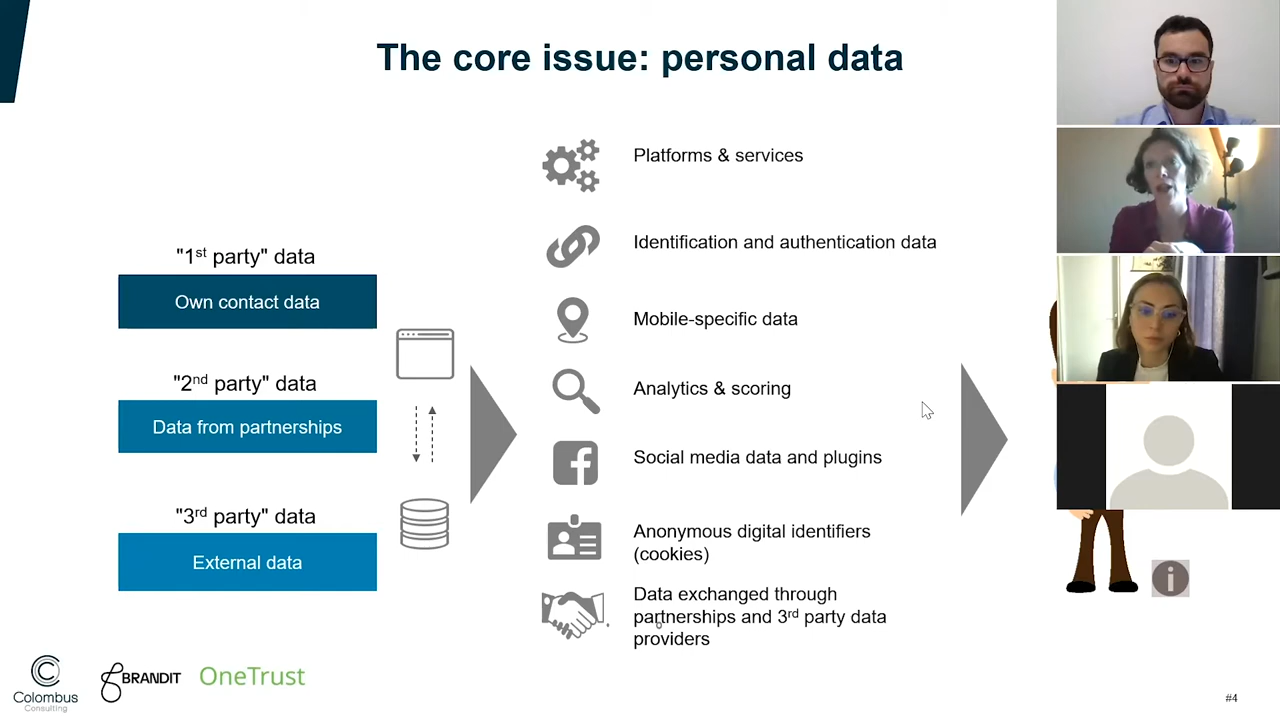 The core issue: personal data
"1st party" data
Own contact data
"2nd party" data
Data from partnerships
"3rd party" data
External data
Platforms & services
Identification and authentication data
Mobile-specific data
Analytics & scoring
Social media data and plugins
Anonymous digital identifiers
(cookies)
Data exchanged through
partnerships and 3rd party data
providers
Colombus
Consulting
BRANDIT
OneTrust
#4